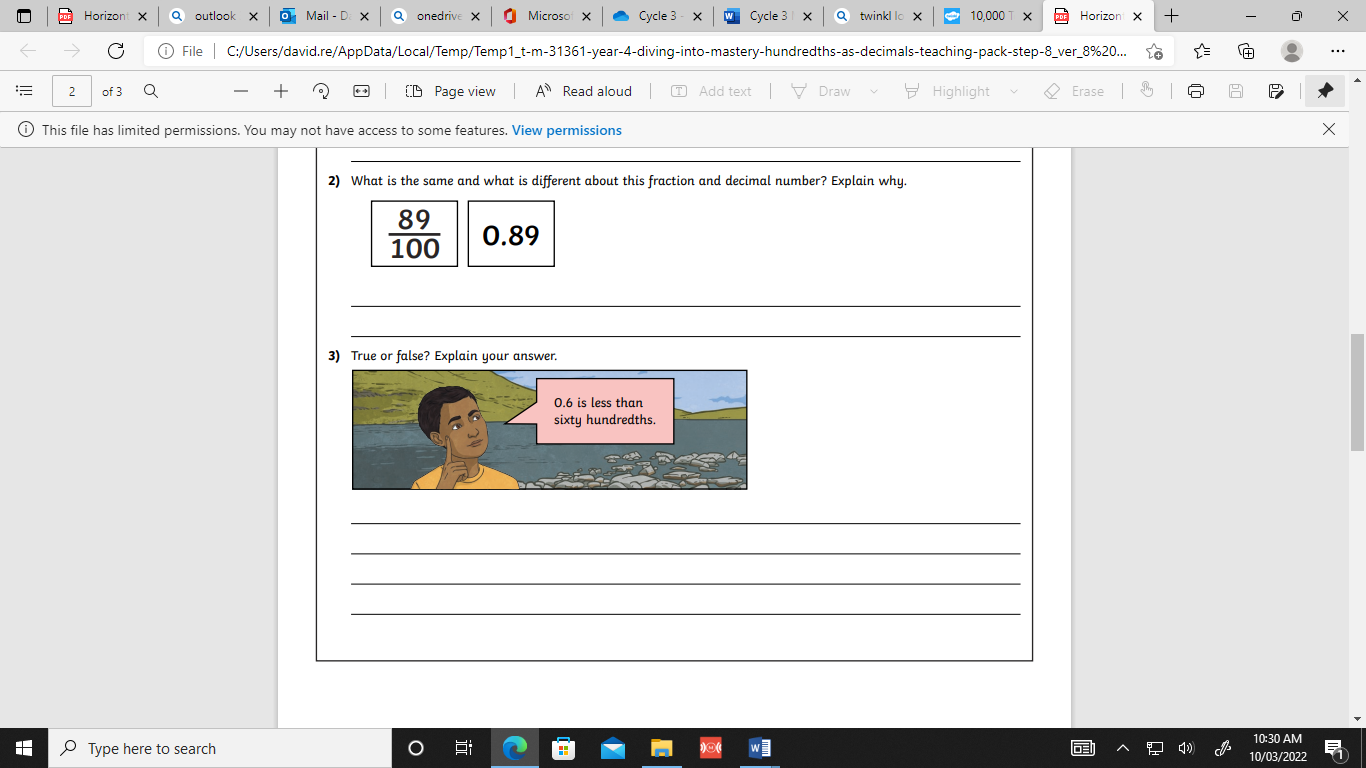 Horizon
outlook
Mail - D
onedrive
Microso
Cycle 3 -
Cycle 3
twinkl lo
10,000 T
Horizon
File
C:/Users/david.re/AppData/Local/Temp/Temp1_t-m-31361-year-4-diving-into-mastery-hundredths-as-decimals-teaching-pack-step-8_ver_8%20...
2 of 3
Page view
Read aloud
Add text
Draw
Highlight
Erase
This file has limited permissions. You may not have access to some features. View permissions
2) What is the same and what is different about this fraction and decimal number? Explain why.
89
100
0.89
3) True or false? Explain your answer.
0.6 is less than
sixty hundredths.
Type here to search
10:30 AM
10/03/2022
1